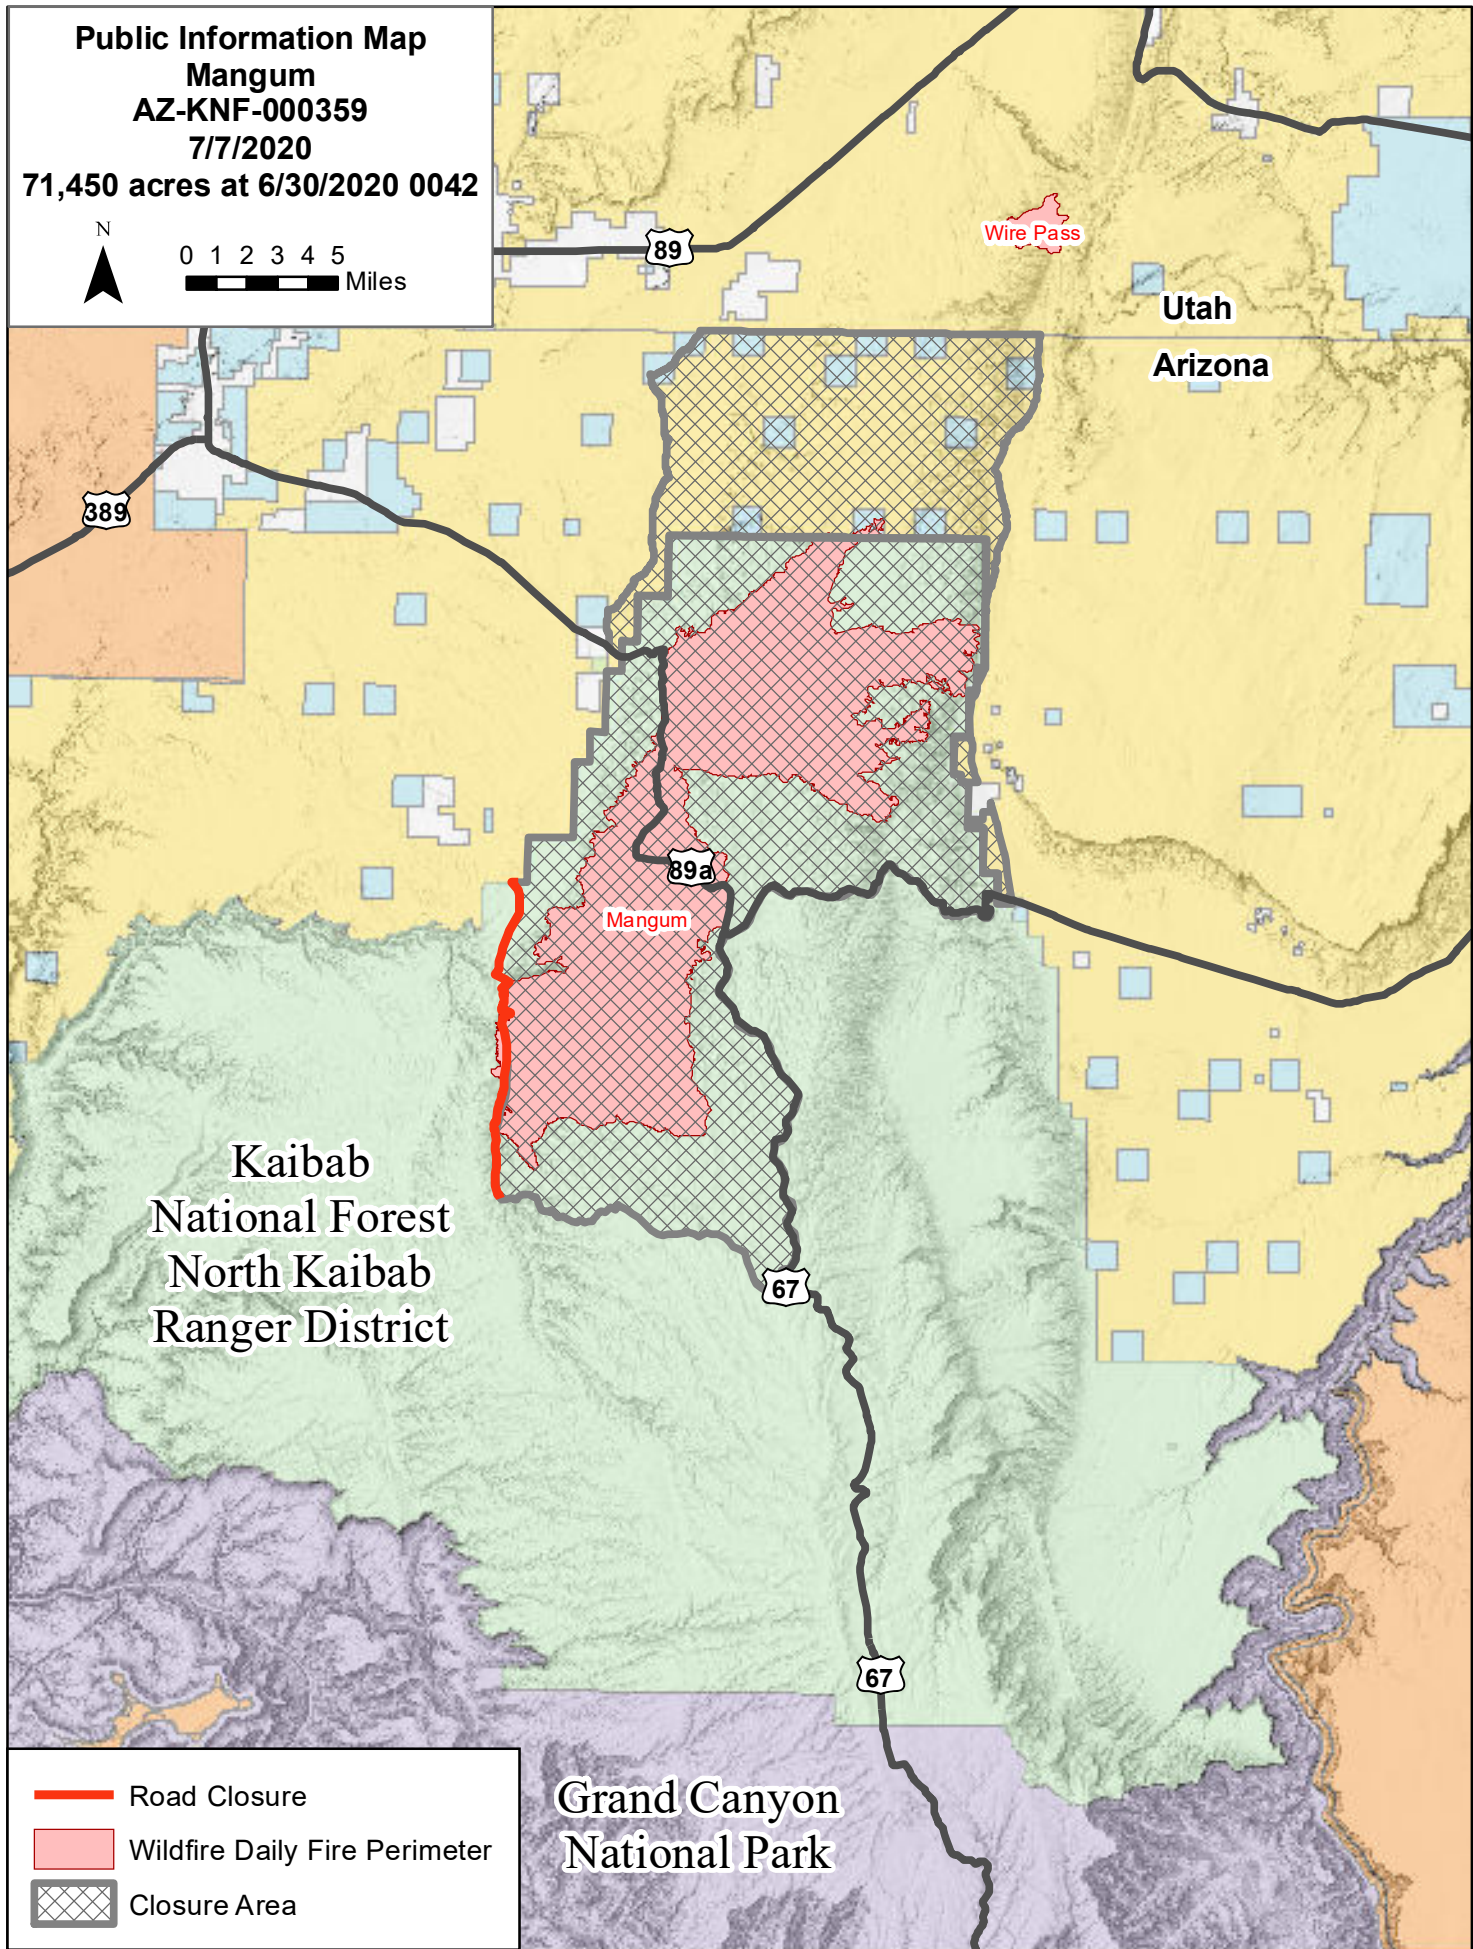 Public Information Map
Mangum
AZ-KNF-000359
7/7/2020
71,450 acres at 6/30/2020 0042
N
0 1 2 3 4 5
Miles
89
Wire Pass
Utah
Arizona
389
89a
Mangum
Kaibab
National Forest
North Kaibab
Ranger District
67
67
Grand Canyon
National Park
Road Closure
Wildfire Daily Fire Perimeter
Closure Area